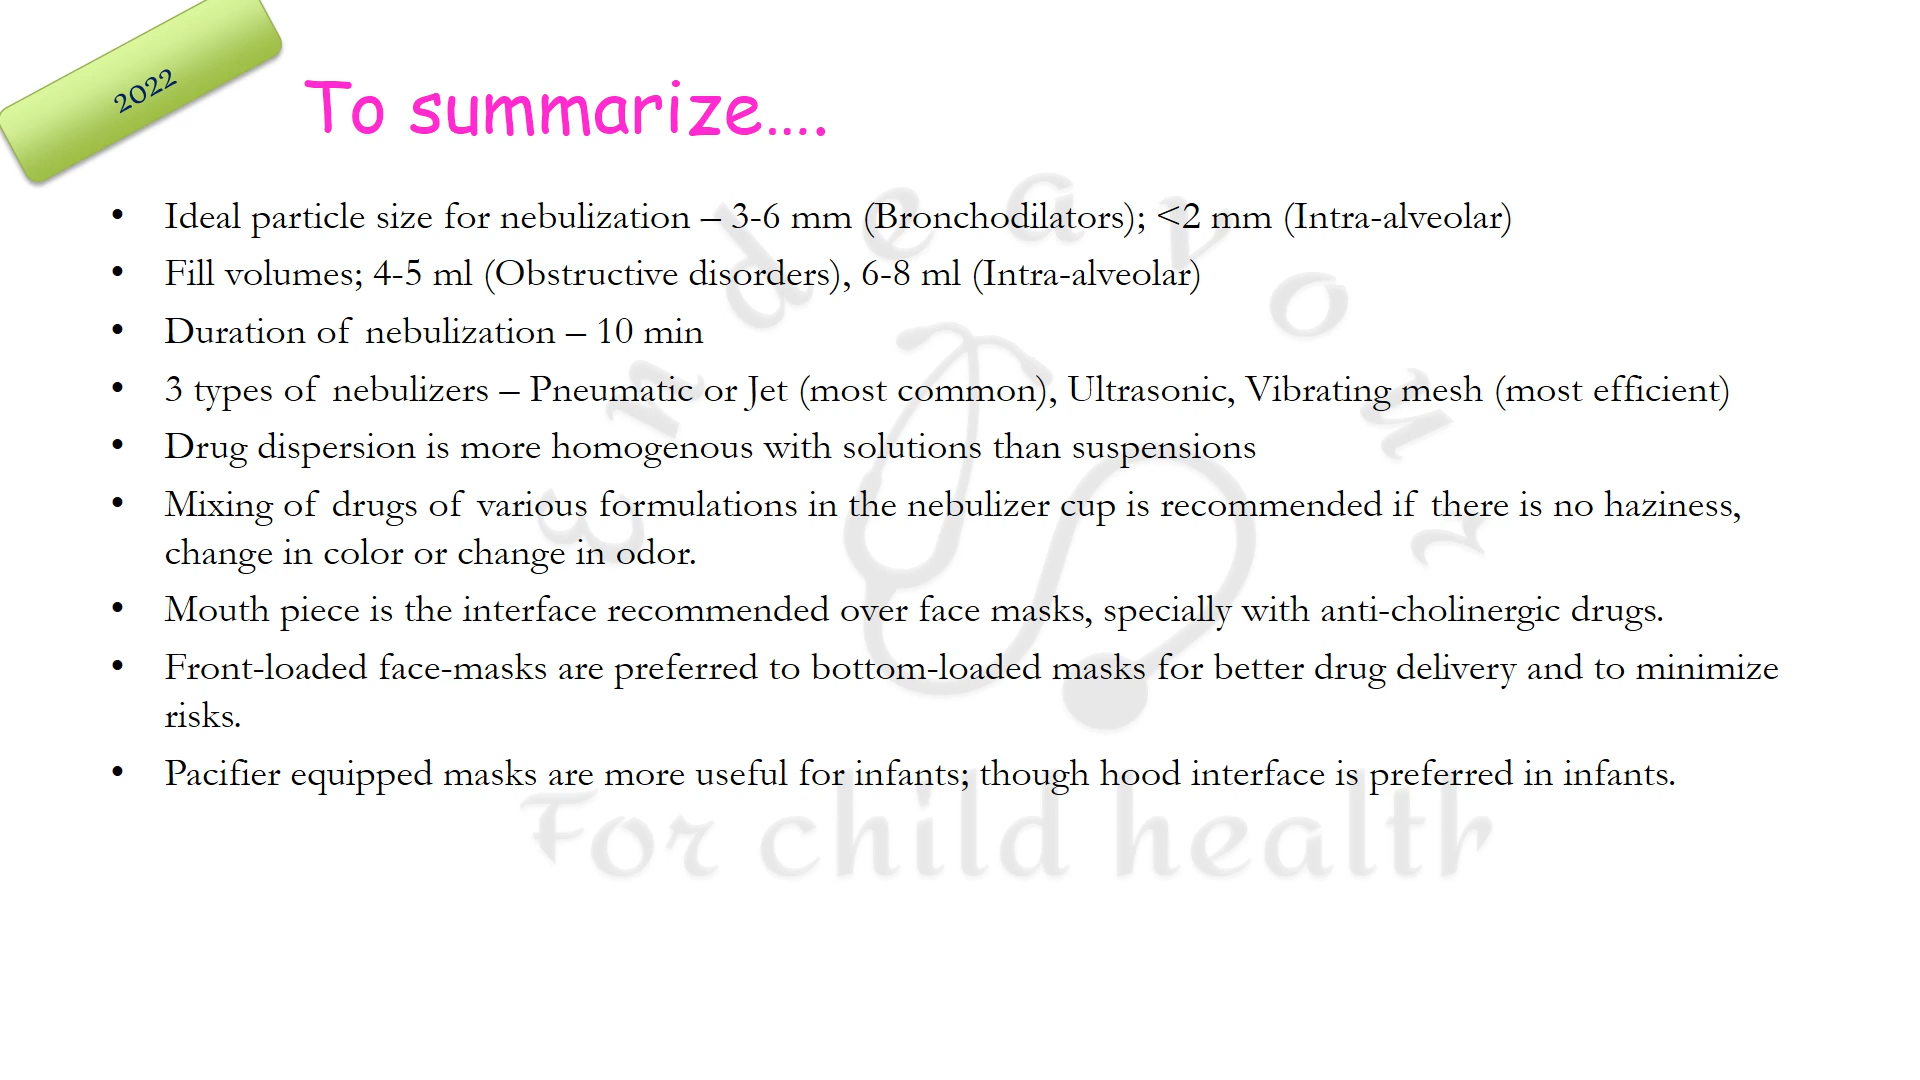 2022
To summarize....
• Ideal particle size for nebulization – 3-6 mm (Bronchodilators); <2 mm (Intra-alveolar)
• Fill volumes; 4-5 ml (Obstructive disorders), 6-8 ml (Intra-alveolar)
• Duration of nebulization – 10 min
• 3 types of nebulizers – Pneumatic or Jet (most common), Ultrasonic, Vibrating mesh (most efficient)
• Drug dispersion is more homogenous with solutions than suspensions
• Mixing of drugs of various formulations in the nebulizer cup is recommended if there is no haziness,
change in color or change in odor.
• Mouth piece is the interface recommended over face masks, specially with anti-cholinergic drugs.
• Front-loaded face-masks are preferred to bottom-loaded masks for better drug delivery and to minimize
risks.
• Pacifier equipped masks are more useful for infants; though hood interface is preferred in infants.
Endeavour
For child health